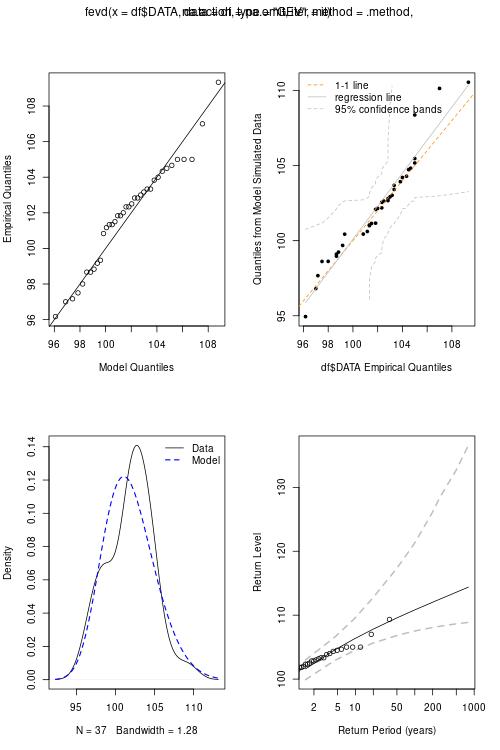 fevd(x = df$DATA, data = df, type = "GEV", method = .method,
96 98 100 102 104 106 108
Empirical Quantiles
96 100 104 108
Model Quantiles
1-1 line
regression line
95% confidence bands
95 100 105 110
Quantiles from Model Simulated Data
96 98 100 104 108
df$DATA Empirical Quantiles
Data
Model
0.00 0.02 0.04 0.06 0.08 0.10 0.12 0.14
Density
95 100 105 110
N = 37 Bandwidth = 1.28
100 110 120 130
Return Level
2 5 10 50 200 1000
Return Period (years)